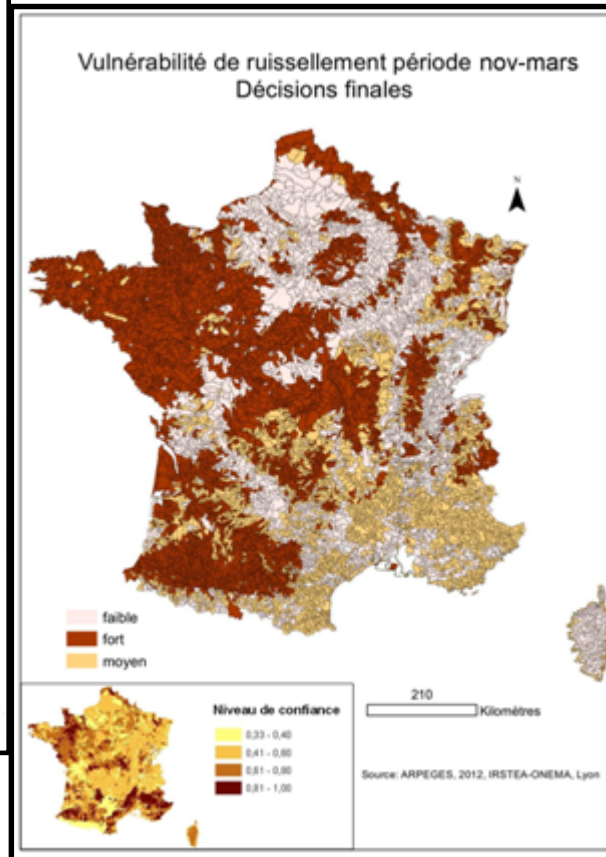 Vulnérabilité de ruissellement période nov-mars
Décisions finales
N
faible
fort
moyen
210
Kilomètres
Niveau de confiance
0,33 - 0,40
0,41 - 0,60
0,61 - 0,80
0,81 - 1,00
Source: ARPEGES, 2012, IRSTEA-ONEMA, Lyon